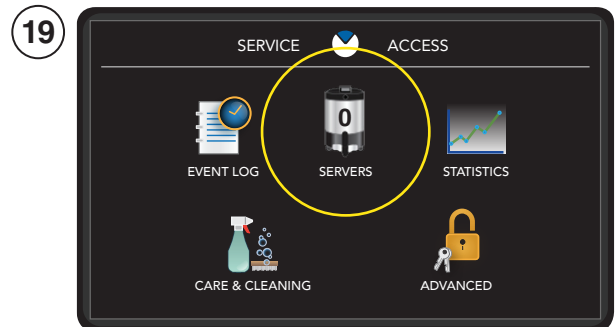 19
SERVICE ACCESS
0
EVENT LOG SERVERS STATISTICS
CARE & CLEANING ADVANCED